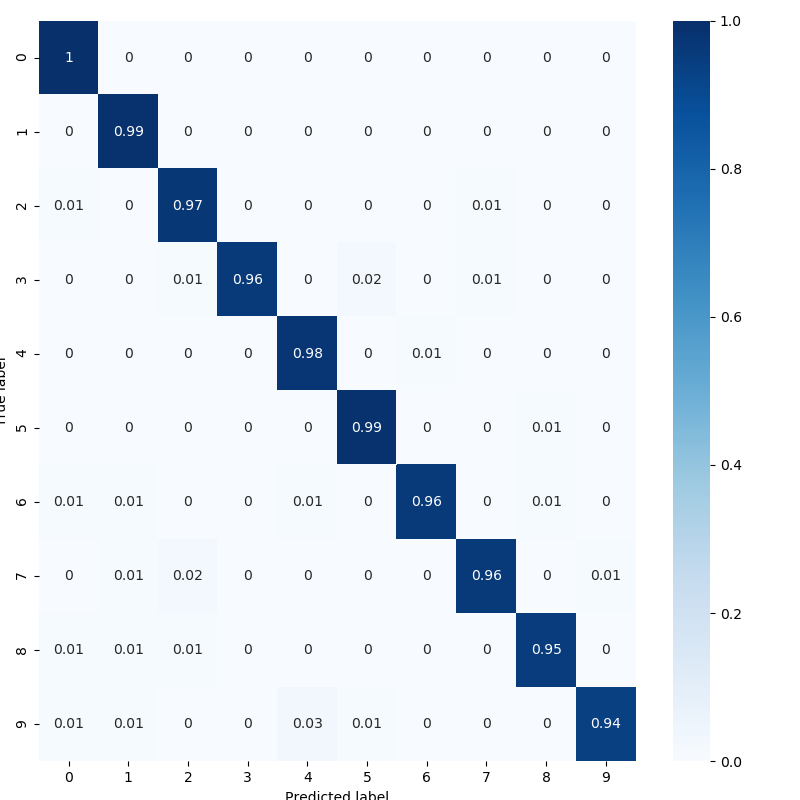 0 1 0 0 0 0 0 0 0 0 0 1.0
1 0 0.99 0 0 0 0 0 0 0 0
2 0.01 0 0.97 0 0 0 0 0.01 0 0 0.8
3 0 0 0.01 0.96 0 0.02 0 0.01 0 0
4 0 0 0 0 0.98 0 0.01 0 0 0 0.6
True label
5 0 0 0 0 0 0.99 0 0 0.01 0 0.4
6 0.01 0.01 0 0 0.01 0 0.96 0 0.01 0
7 0 0.01 0.02 0 0 0 0 0.96 0 0.01 0.2
8 0.01 0.01 0.01 0 0 0 0 0 0.95 0
9 0.01 0.01 0 0 0.03 0.01 0 0 0 0.94 0.0
0 1 2 3 4 5 6 7 8 9
Predicted label